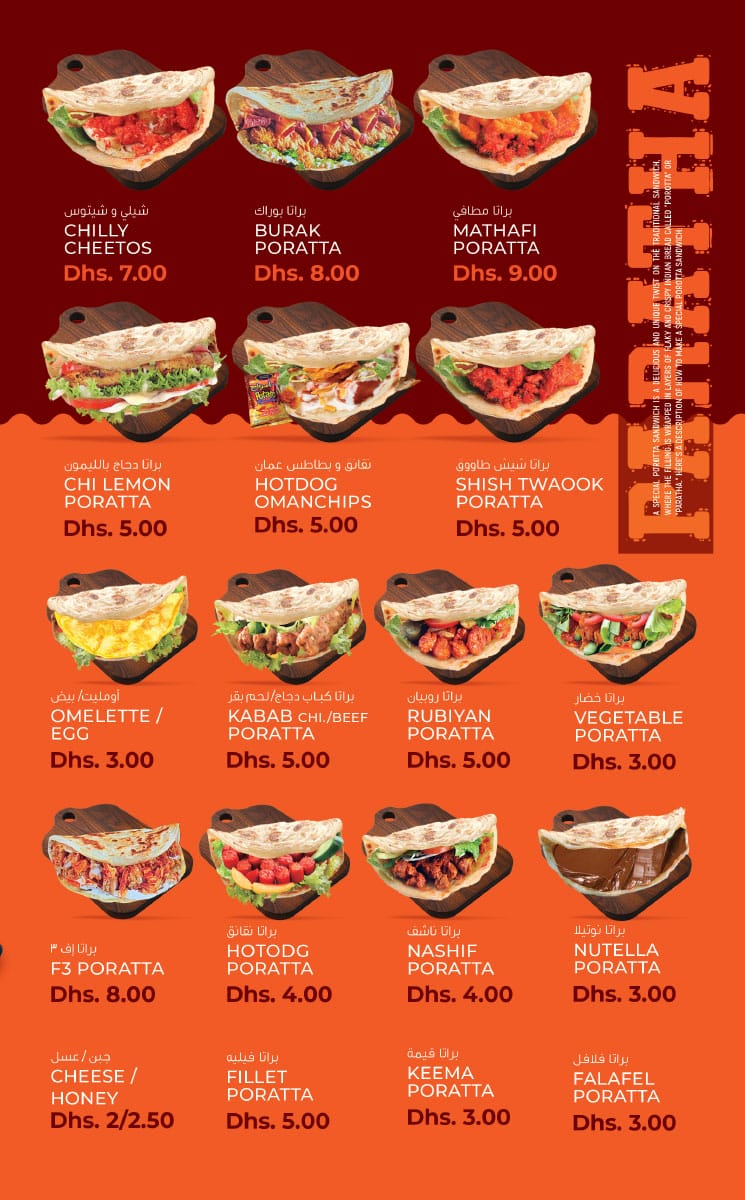 شيلي و شيتوس
CHILLY
CHEETOS
Dhs. 7.00
براتا بوراك
BURAK
PORATTA
Dhs. 8.00
براتا مطافي
MATHAFI
PORATTA
Dhs. 9.00
PARATHA
A SPECIAL POROTTA SANDWICH IS A DELICIOUS AND UNIQUE TWIST ON THE TRADITIONAL SANDWICH,
WHERE THE FILLING IS WRAPPED IN LAYERS OF FLAKY AND CRISPY INDIAN BREAD CALLED "POROTTA" OR
"PARATHA." HERE'S A DESCRIPTION OF HOW TO MAKE A SPECIAL POROTTA SANDWICH:
براتا دجاج بالليمون
CHI LEMON
PORATTA
Dhs. 5.00
نقانق و بطاطس عمان
HOTDOG
OMANCHIPS
Dhs. 5.00
براتا شيش طاووق
SHISH TWAOOK
PORATTA
Dhs. 5.00
أومليت/ بيض
OMELETTE /
EGG
Dhs. 3.00
براتا كباب دجاج/لحم بقر
KABAB CHI./BEEF
PORATTA
Dhs. 5.00
براتا روبيان
RUBIYAN
PORATTA
Dhs. 5.00
براتا خضار
VEGETABLE
PORATTA
Dhs. 3.00
براتا إف ٣
F3 PORATTA
Dhs. 8.00
براتا نقانق
HOTODG
PORATTA
Dhs. 4.00
براتا ناشف
NASHIF
PORATTA
Dhs. 4.00
براتا نوتيلا
NUTELLA
PORATTA
Dhs. 3.00
جبن / عسل
CHEESE /
HONEY
Dhs. 2/2.50
براتا فيليه
FILLET
PORATTA
Dhs. 5.00
براتا قيمة
KEEMA
PORATTA
Dhs. 3.00
براتا فلافل
FALAFEL
PORATTA
Dhs. 3.00